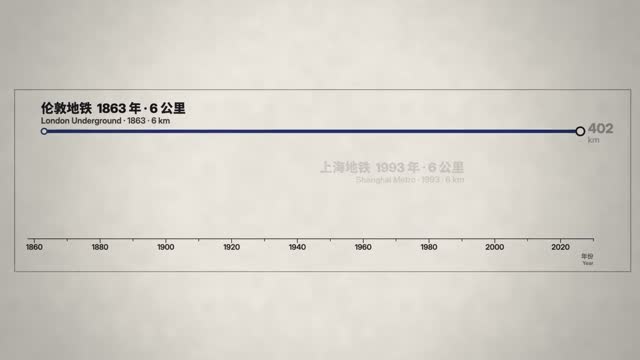 伦敦地铁 1863 年 · 6 公里
London Underground · 1863 · 6 km
402
km
上海地铁 1993 年 · 6 公里
Shanghai Metro · 1993 · 6 km
1860 1880 1900 1920 1940 1960 1980 2000 2020
年份
Year